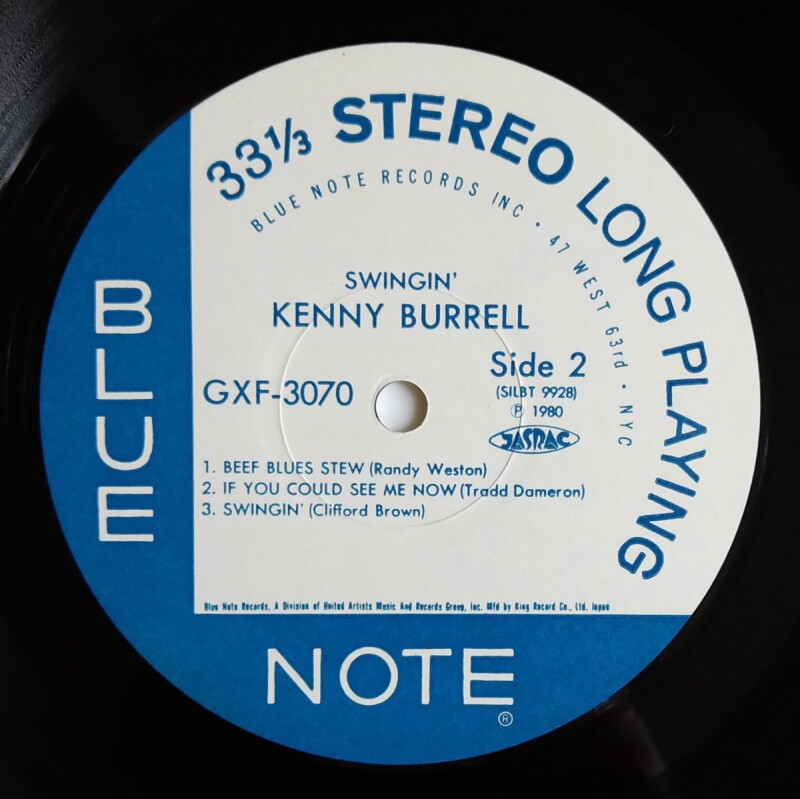 33⅓ STEREO LONG PLAYING
BLUE NOTE RECORDS INC • 47 WEST 63rd • NYC
SWINGIN'
KENNY BURRELL
Side 2
GXF-3070
(SILBT 9928)
Ⓟ 1980
JASRAC
1. BEEF BLUES STEW (Randy Weston)
2. IF YOU COULD SEE ME NOW (Tradd Dameron)
3. SWINGIN' (Clifford Brown)
Blue Note Records, A Division of United Artists Music And Records Group, Inc. Mfd by King Record Co., Ltd. Japan
BLUE
NOTE
®